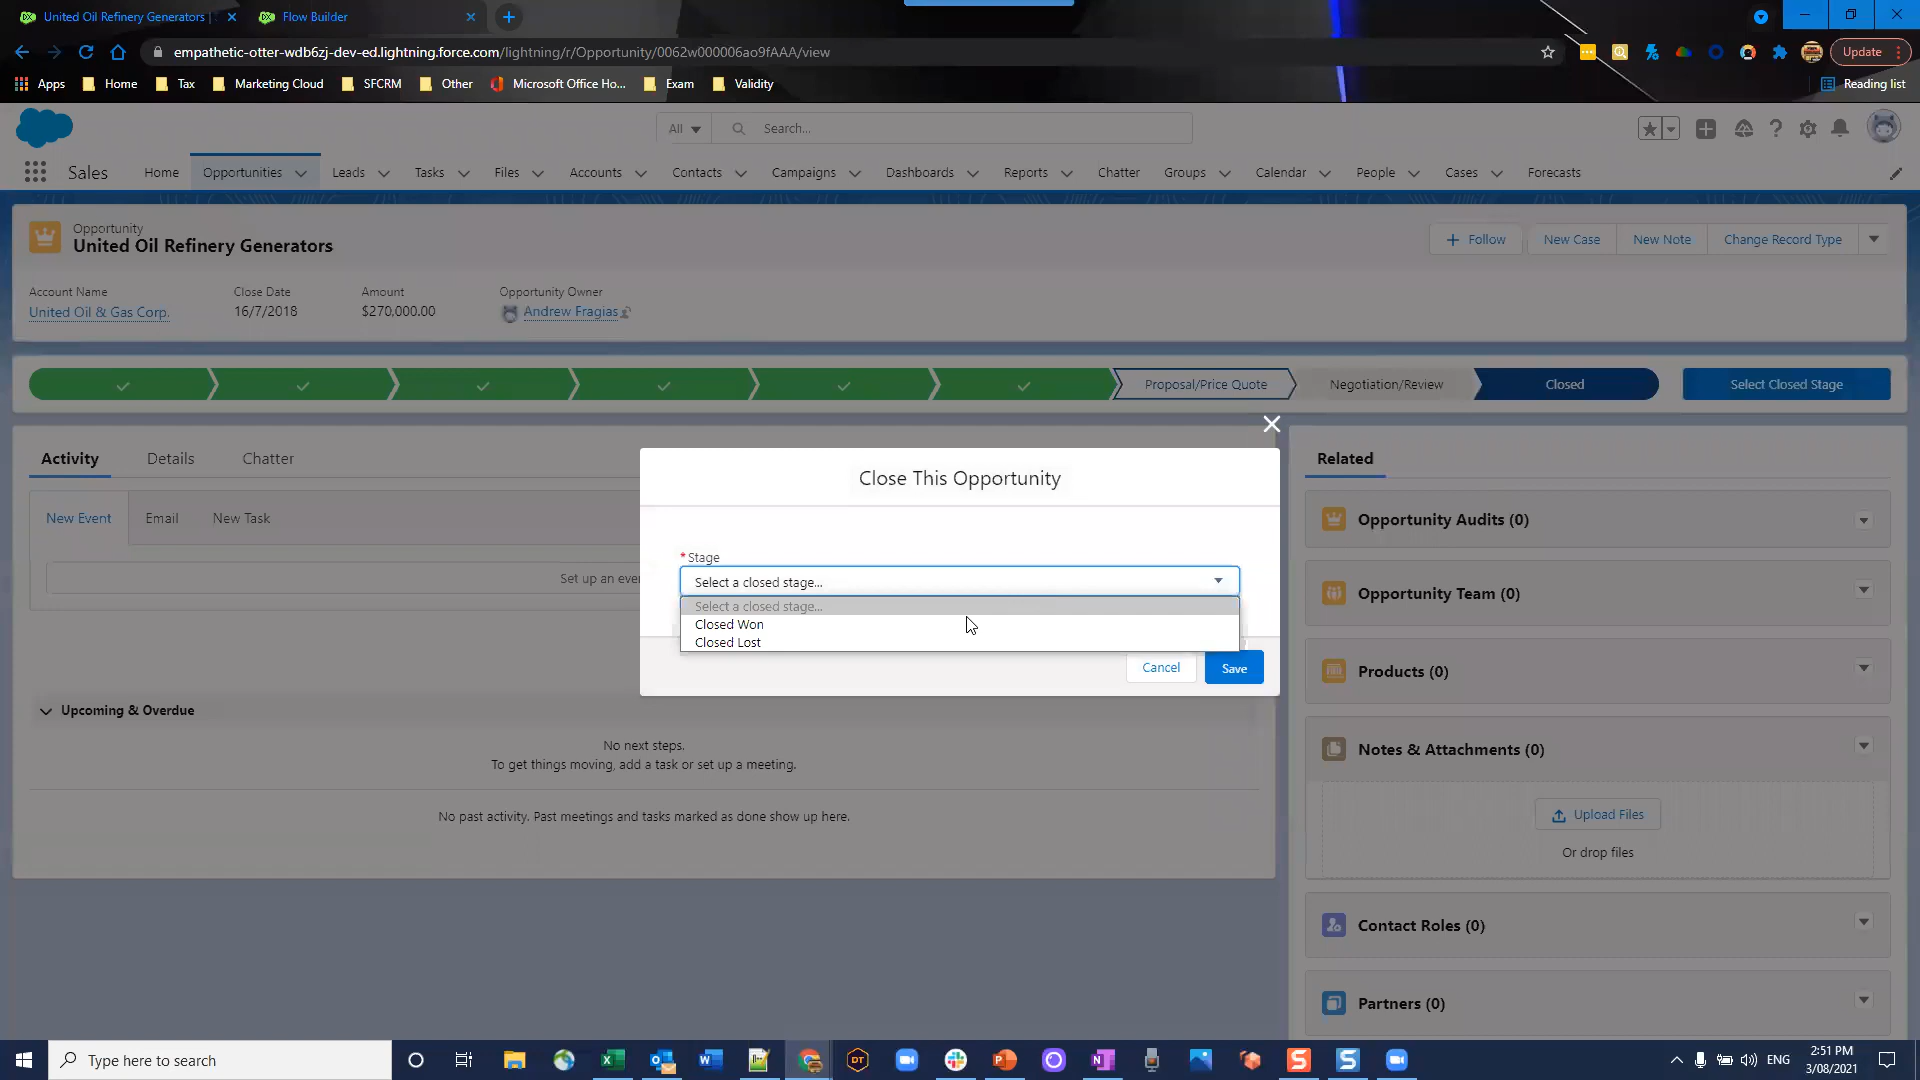 United Oil Refinery Generators |
Flow Builder
empathetic-otter-wdb6zj-dev-ed.lightning.force.com/lightning/r/Opportunity/0062w000006ao9fAAA/view
Update
Apps
Home
Tax
Marketing Cloud
SFCRM
Other
Microsoft Office Ho...
Exam
Validity
Reading list
All
Search...
Sales
Home
Opportunities
Leads
Tasks
Files
Accounts
Contacts
Campaigns
Dashboards
Reports
Chatter
Groups
Calendar
People
Cases
Forecasts
Opportunity
United Oil Refinery Generators
Follow
New Case
New Note
Change Record Type
Account Name
United Oil & Gas Corp.
Close Date
16/7/2018
Amount
$270,000.00
Opportunity Owner
Andrew Fragias
Proposal/Price Quote
Negotiation/Review
Closed
Select Closed Stage
Activity
Details
Chatter
New Event
Email
New Task
Set up an eve
Close This Opportunity
* Stage
Select a closed stage...
Select a closed stage...
Closed Won
Closed Lost
Cancel
Save
Upcoming & Overdue
No next steps.
To get things moving, add a task or set up a meeting.
No past activity. Past meetings and tasks marked as done show up here.
Related
Opportunity Audits (0)
Opportunity Team (0)
Products (0)
Notes & Attachments (0)
Upload Files
Or drop files
Contact Roles (0)
Partners (0)
Type here to search
DT
ENG
2:51 PM
3/08/2021